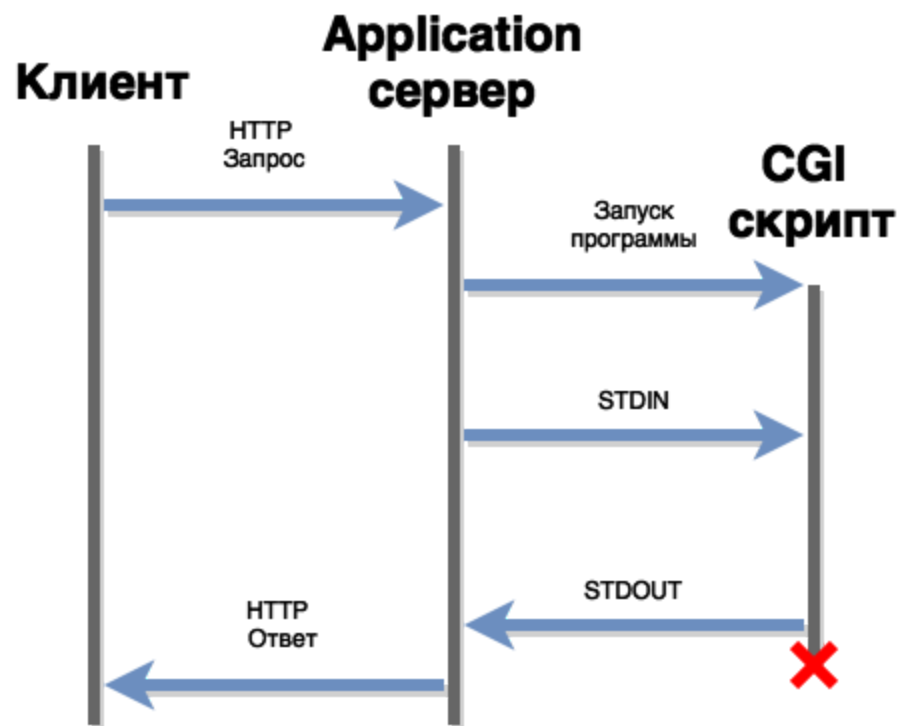 Клиент
Application
сервер
HTTP
Запрос
CGI
скрипт
Запуск
программы
STDIN
STDOUT
HTTP
Ответ